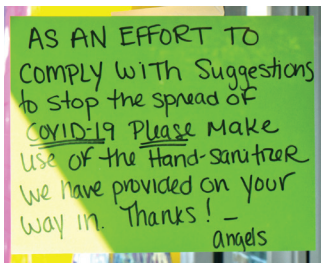 AS AN EFFORT TO
COMPLY WITH Suggestions
to stop the spread of
COVID-19 Please Make
use of the Hand-sanitizer
we have provided on your
way in. Thanks! –
angels